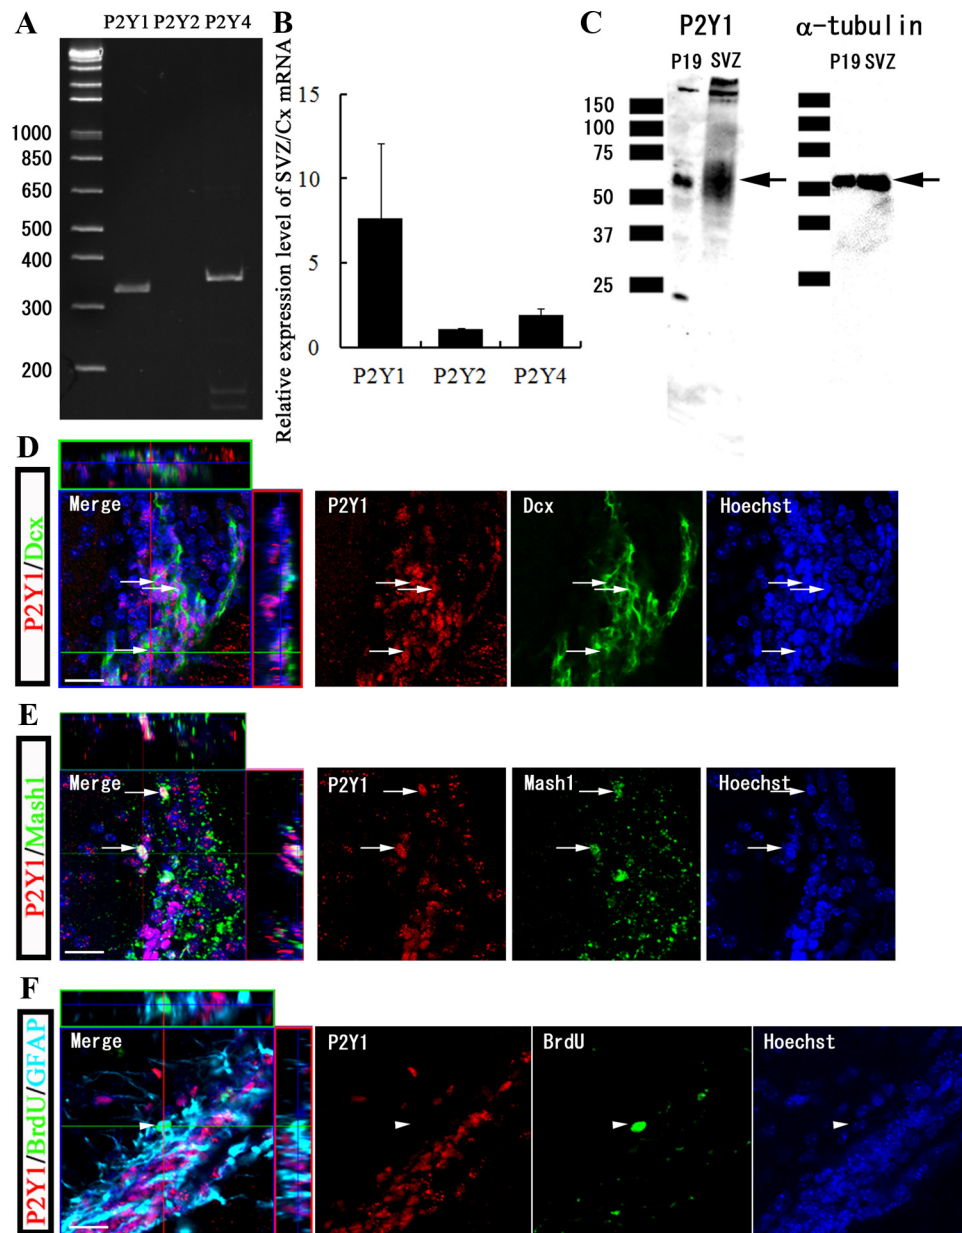 A
P2Y1 P2Y2 P2Y4
1000
850
650
500
400
300
200
B
Relative expression level of SVZ/Cx mRNA
15
10
5
0
P2Y1 P2Y2 P2Y4
C
P2Y1
P19 SVZ
α-tubulin
P19 SVZ
150
100
75
50
37
25
D
P2Y1/Dcx
Merge
P2Y1
Dcx
Hoechst
E
P2Y1/Mash1
Merge
P2Y1
Mash1
Hoechst
F
P2Y1/BrdU/GFAP
Merge
P2Y1
BrdU
Hoechst